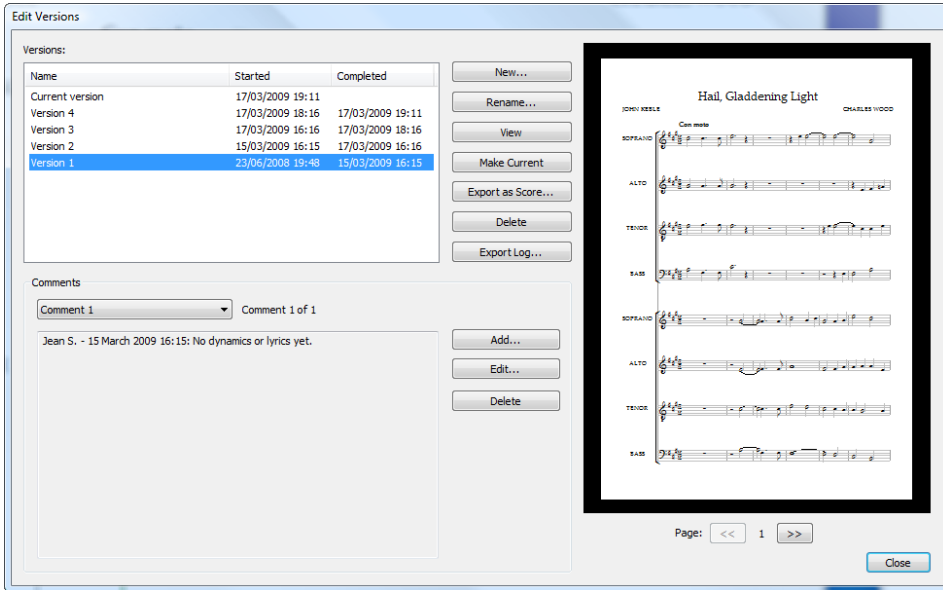 Edit Versions
Versions:
Name Started Completed
Current version 17/03/2009 19:11
Version 4 17/03/2009 18:16 17/03/2009 19:11
Version 3 17/03/2009 16:16 17/03/2009 18:16
Version 2 15/03/2009 16:15 17/03/2009 16:16
Version 1 23/06/2008 19:48 15/03/2009 16:15
New...
Rename...
View
Make Current
Export as Score...
Delete
Export Log...
Comments
Comment 1 Comment 1 of 1
Jean S. - 15 March 2009 16:15: No dynamics or lyrics yet.
Add...
Edit...
Delete
Hail, Gladdening Light
JOHN KEBLE CHARLES WOOD
Con moto
SOPRANO
ALTO
TENOR
BASS
SOPRANO
ALTO
TENOR
BASS
Page: << 1 >>
Close